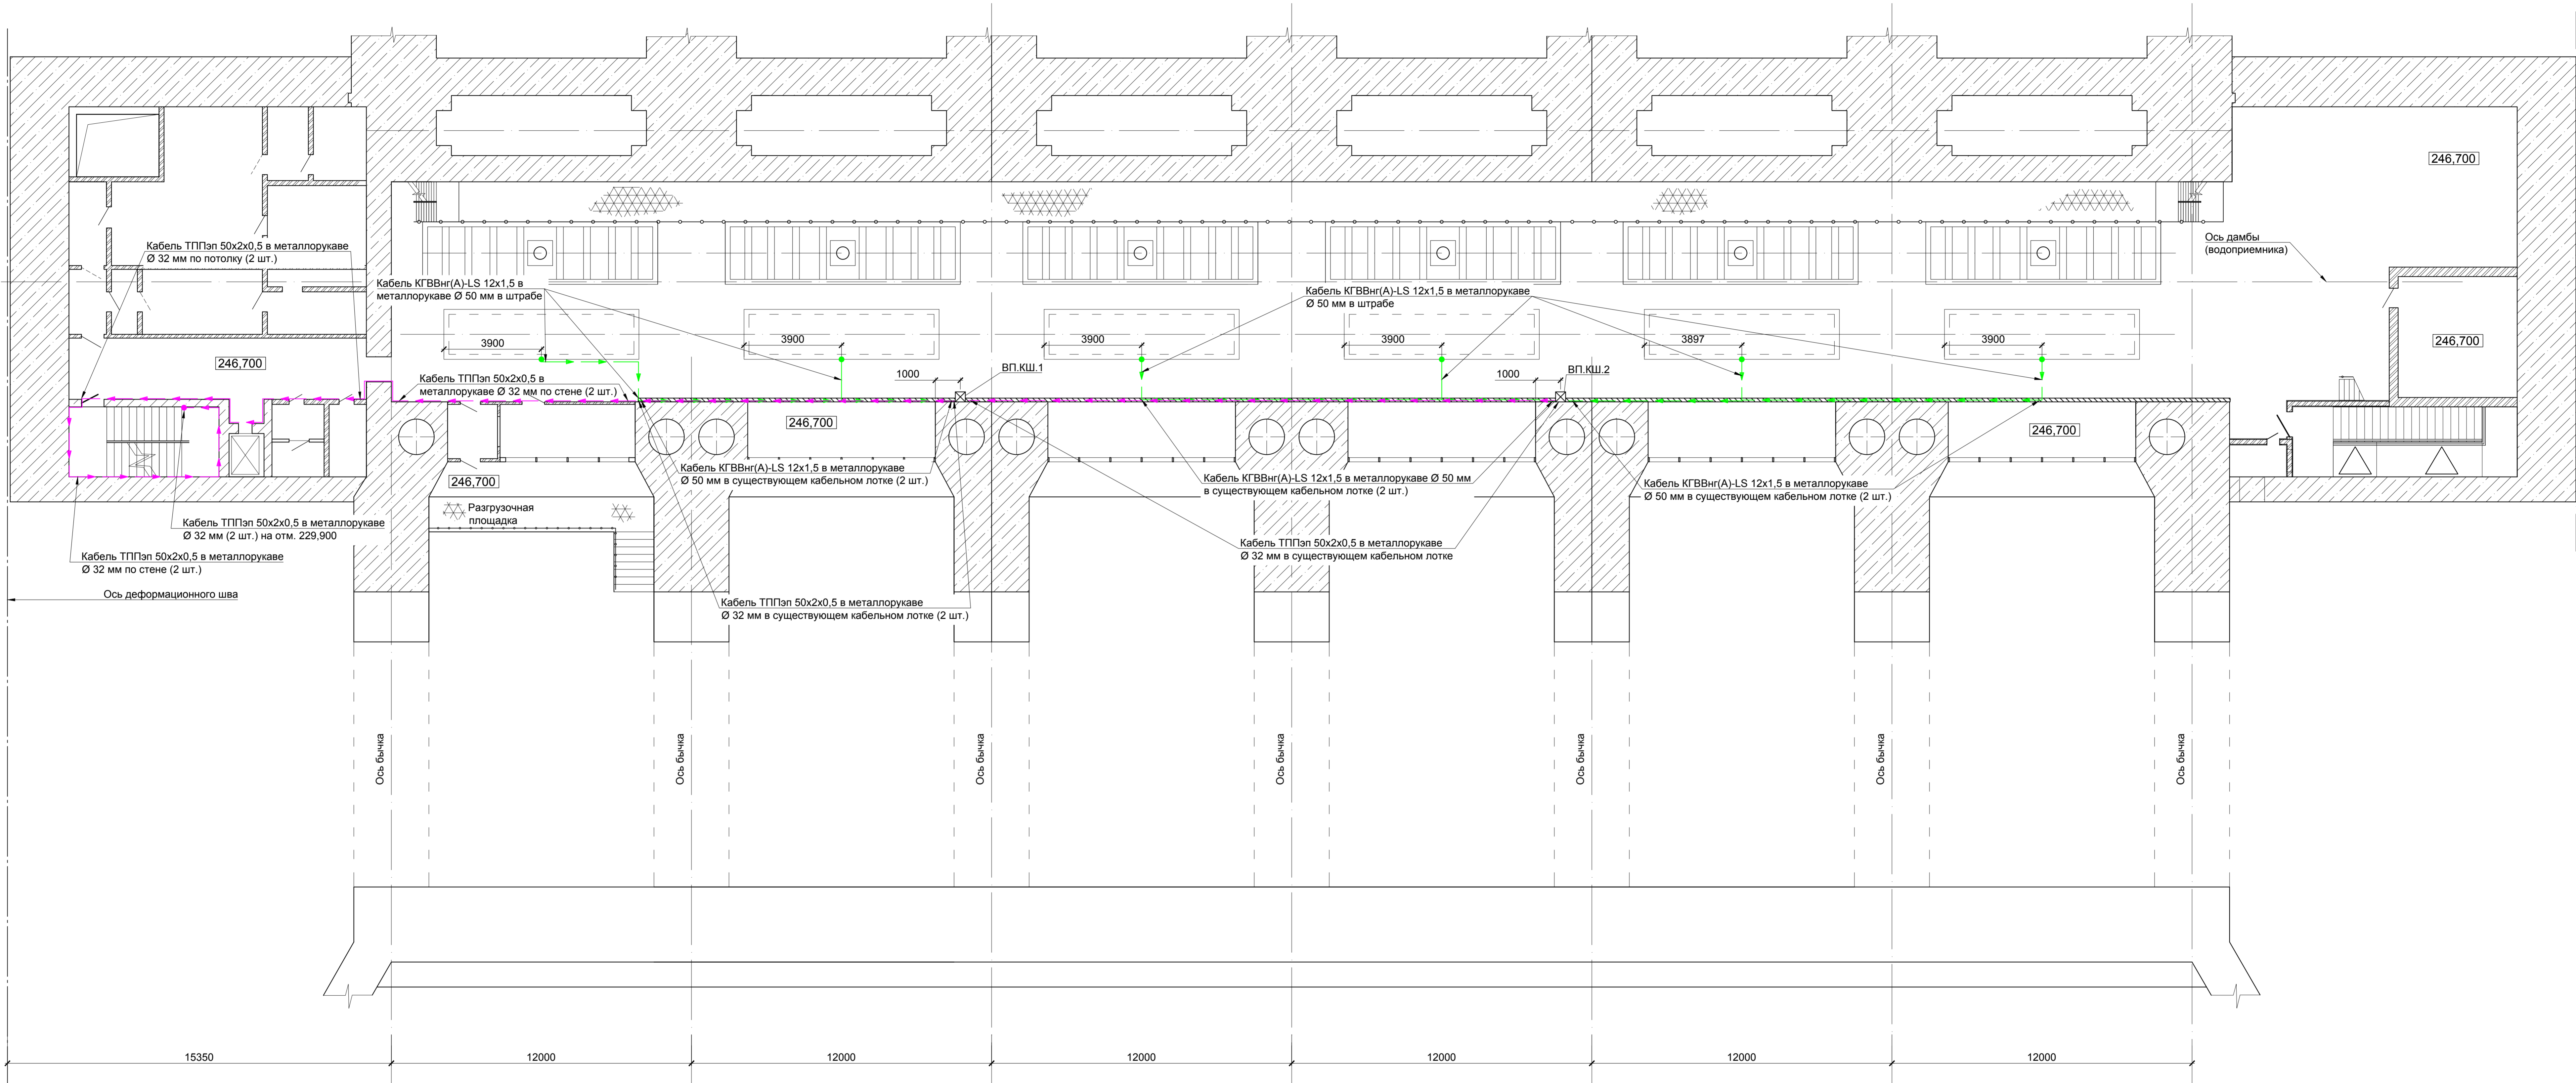 246,700
Ось дамбы
(водоприемника)
Кабель ТППэп 50х2х0,5 в металлорукаве
Ø 32 мм по потолку (2 шт.)
Кабель КГВВнг(А)-LS 12х1,5 в
металлорукаве Ø 50 мм в штрабе
Кабель КГВВнг(А)-LS 12х1,5 в металлорукаве
Ø 50 мм в штрабе
3900
3900
3900
3900
3897
3900
246,700
246,700
Кабель ТППэп 50х2х0,5 в
металлорукаве Ø 32 мм по стене (2 шт.)
1000
ВП.КШ.1
1000
ВП.КШ.2
246,700
246,700
Кабель КГВВнг(А)-LS 12х1,5 в металлорукаве
Ø 50 мм в существующем кабельном лотке (2 шт.)
Кабель КГВВнг(А)-LS 12х1,5 в металлорукаве Ø 50 мм
в существующем кабельном лотке (2 шт.)
Кабель КГВВнг(А)-LS 12х1,5 в металлорукаве
Ø 50 мм в существующем кабельном лотке (2 шт.)
246,700
Разгрузочная
площадка
Кабель ТППэп 50х2х0,5 в металлорукаве
Ø 32 мм (2 шт.) на отм. 229,900
Кабель ТППэп 50х2х0,5 в металлорукаве
Ø 32 мм в существующем кабельном лотке
Кабель ТППэп 50х2х0,5 в металлорукаве
Ø 32 мм по стене (2 шт.)
Ось деформационного шва
Кабель ТППэп 50х2х0,5 в металлорукаве
Ø 32 мм в существующем кабельном лотке (2 шт.)
Ось бычка
Ось бычка
Ось бычка
Ось бычка
Ось бычка
Ось бычка
Ось бычка
15350
12000
12000
12000
12000
12000
12000